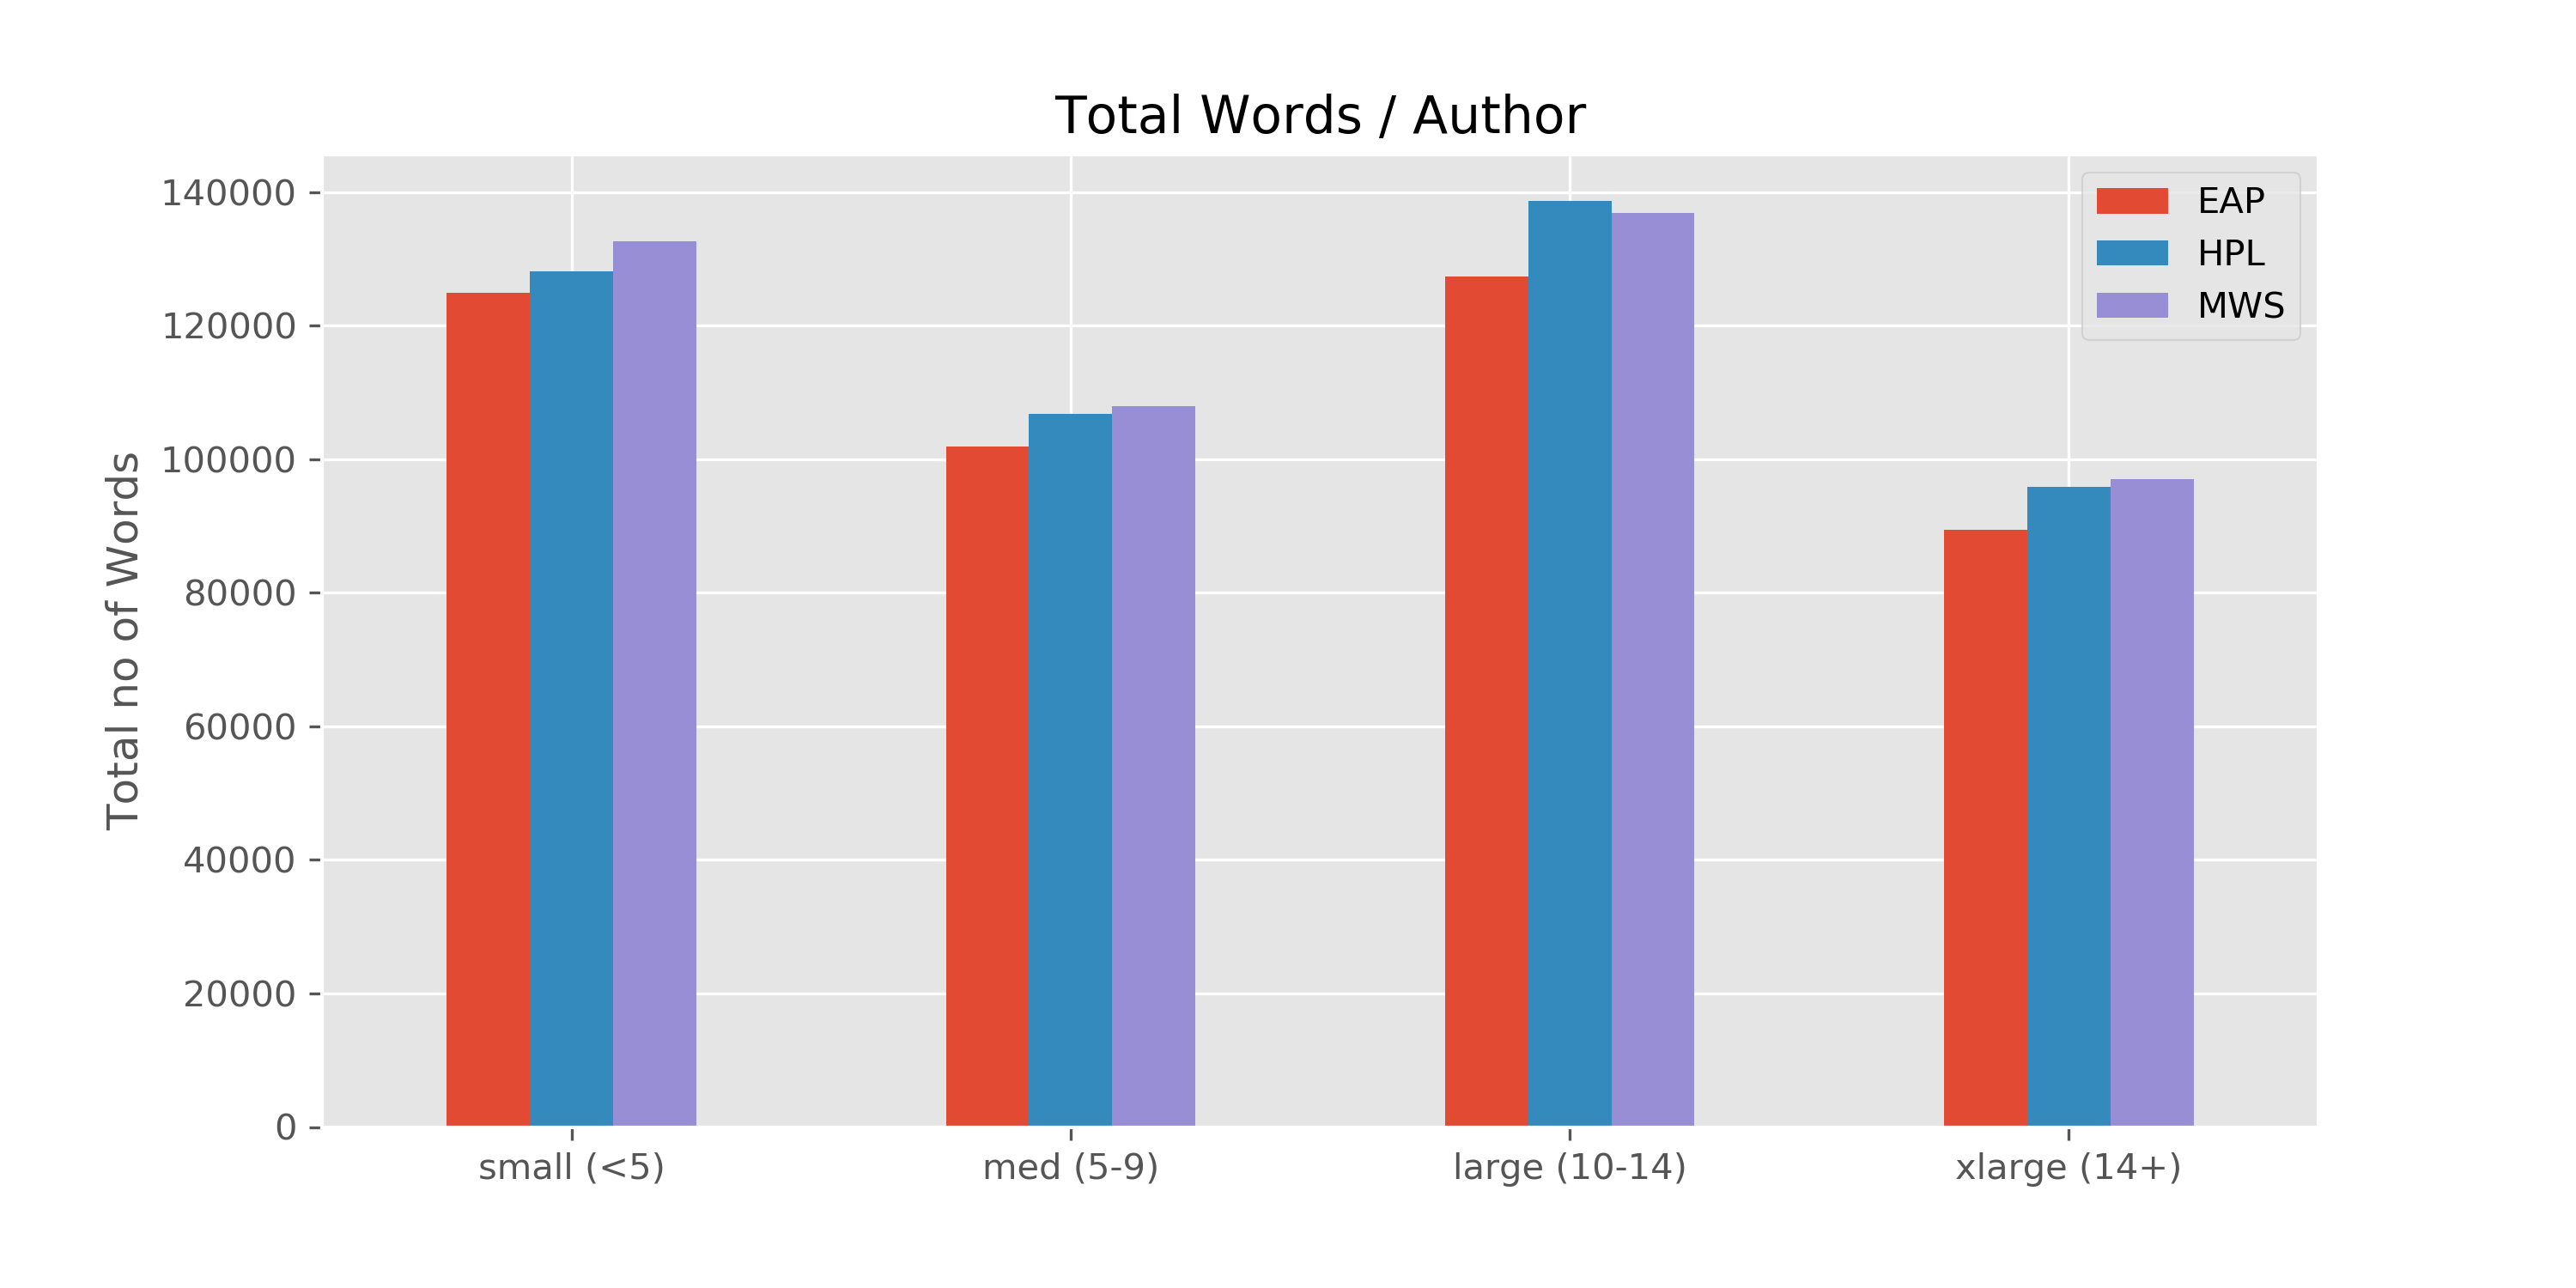 Total Words / Author
EAP
HPL
MWS
Total no of Words
140000
120000
100000
80000
60000
40000
20000
0
small (<5)
med (5-9)
large (10-14)
xlarge (14+)